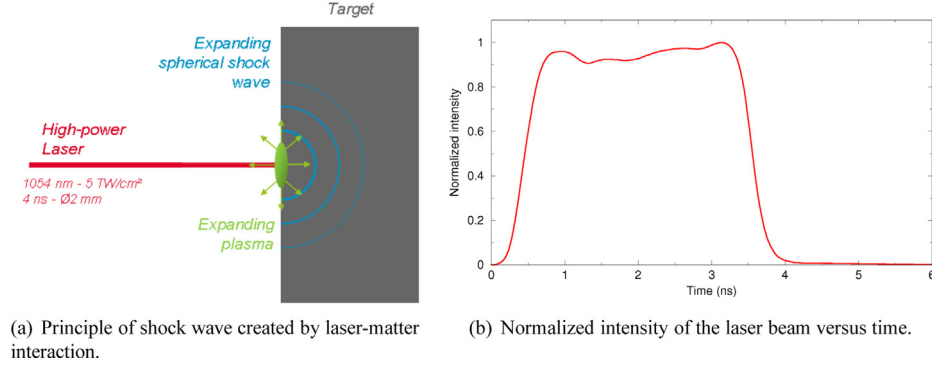 Target
Expanding
spherical shock
wave
High-power
Laser
1054 nm - 5 TW/cm²
4 ns - Ø2 mm
Expanding
plasma
(a) Principle of shock wave created by laser-matter
interaction.
Normalized intensity
1
0.8
0.6
0.4
0.2
0
0
1
2
3
4
5
6
Time (ns)
(b) Normalized intensity of the laser beam versus time.